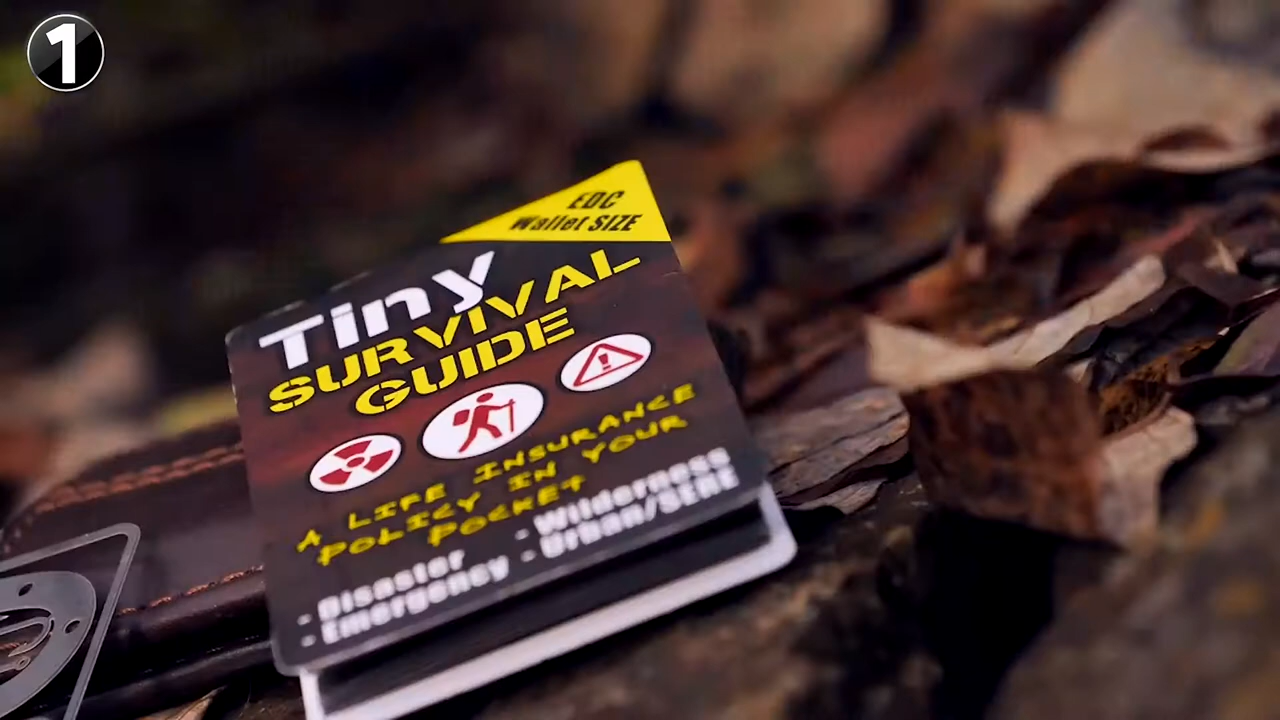 1
EDC
Wallet SIZE
Tiny
SURVIVAL
GUIDE
A LIFE INSURANCE
POLICY IN YOUR
POCKET
- Disaster
- Emergency
- Wilderness
- Urban/SERE